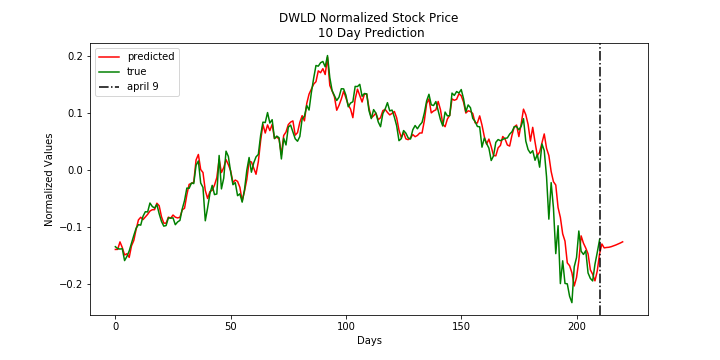 DWLD Normalized Stock Price
10 Day Prediction
predicted
true
april 9
Normalized Values
0.2
0.1
0.0
−0.1
−0.2
0
50
100
150
200
Days